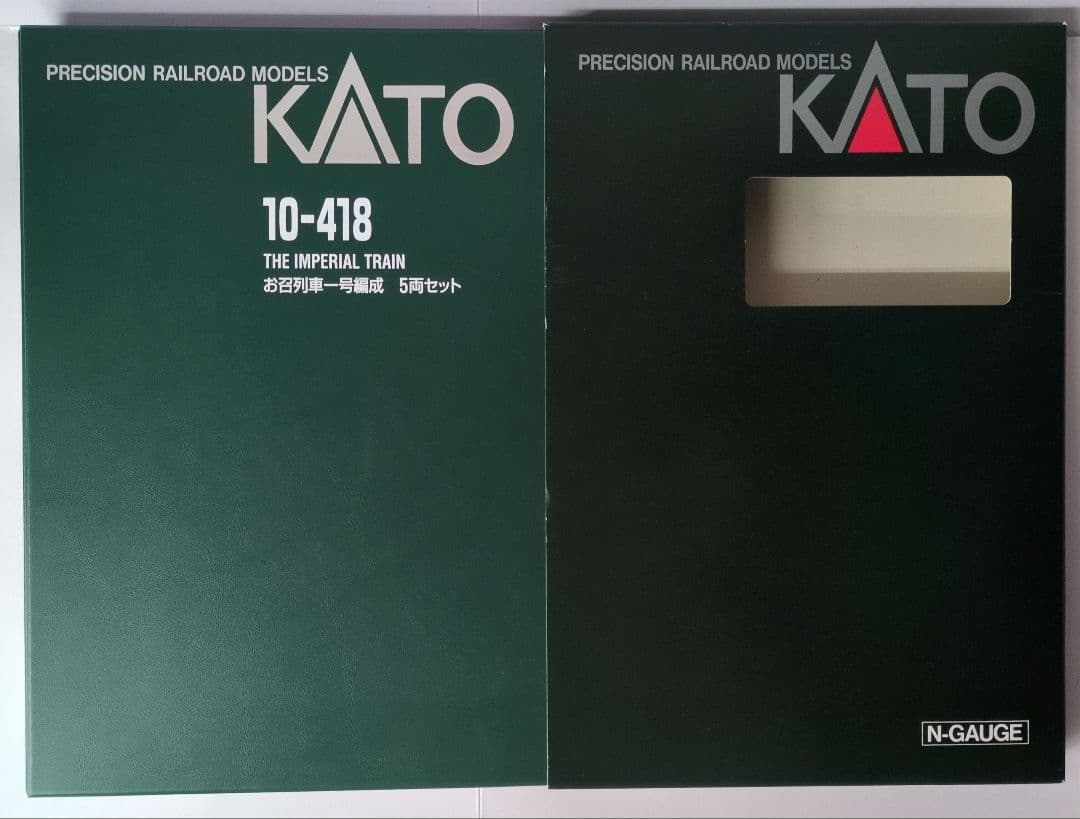 PRECISION RAILROAD MODELS
KATO
10-418
THE IMPERIAL TRAIN
お召列車一号編成 5両セット
PRECISION RAILROAD MODELS
KATO
N-GAUGE